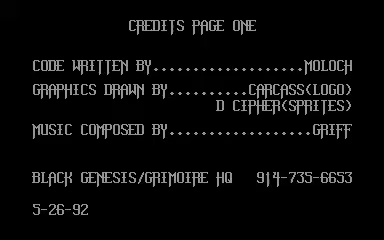 CREDITS PAGE ONE
CODE WRITTEN BY...................MOLOCH
GRAPHICS DRAWN BY..........CARCASS(LOGO)
D CIPHER(SPRITES)
MUSIC COMPOSED BY..................GRIFF
BLACK GENESIS/GRIMOIRE HQ  914-735-6653
5-26-92